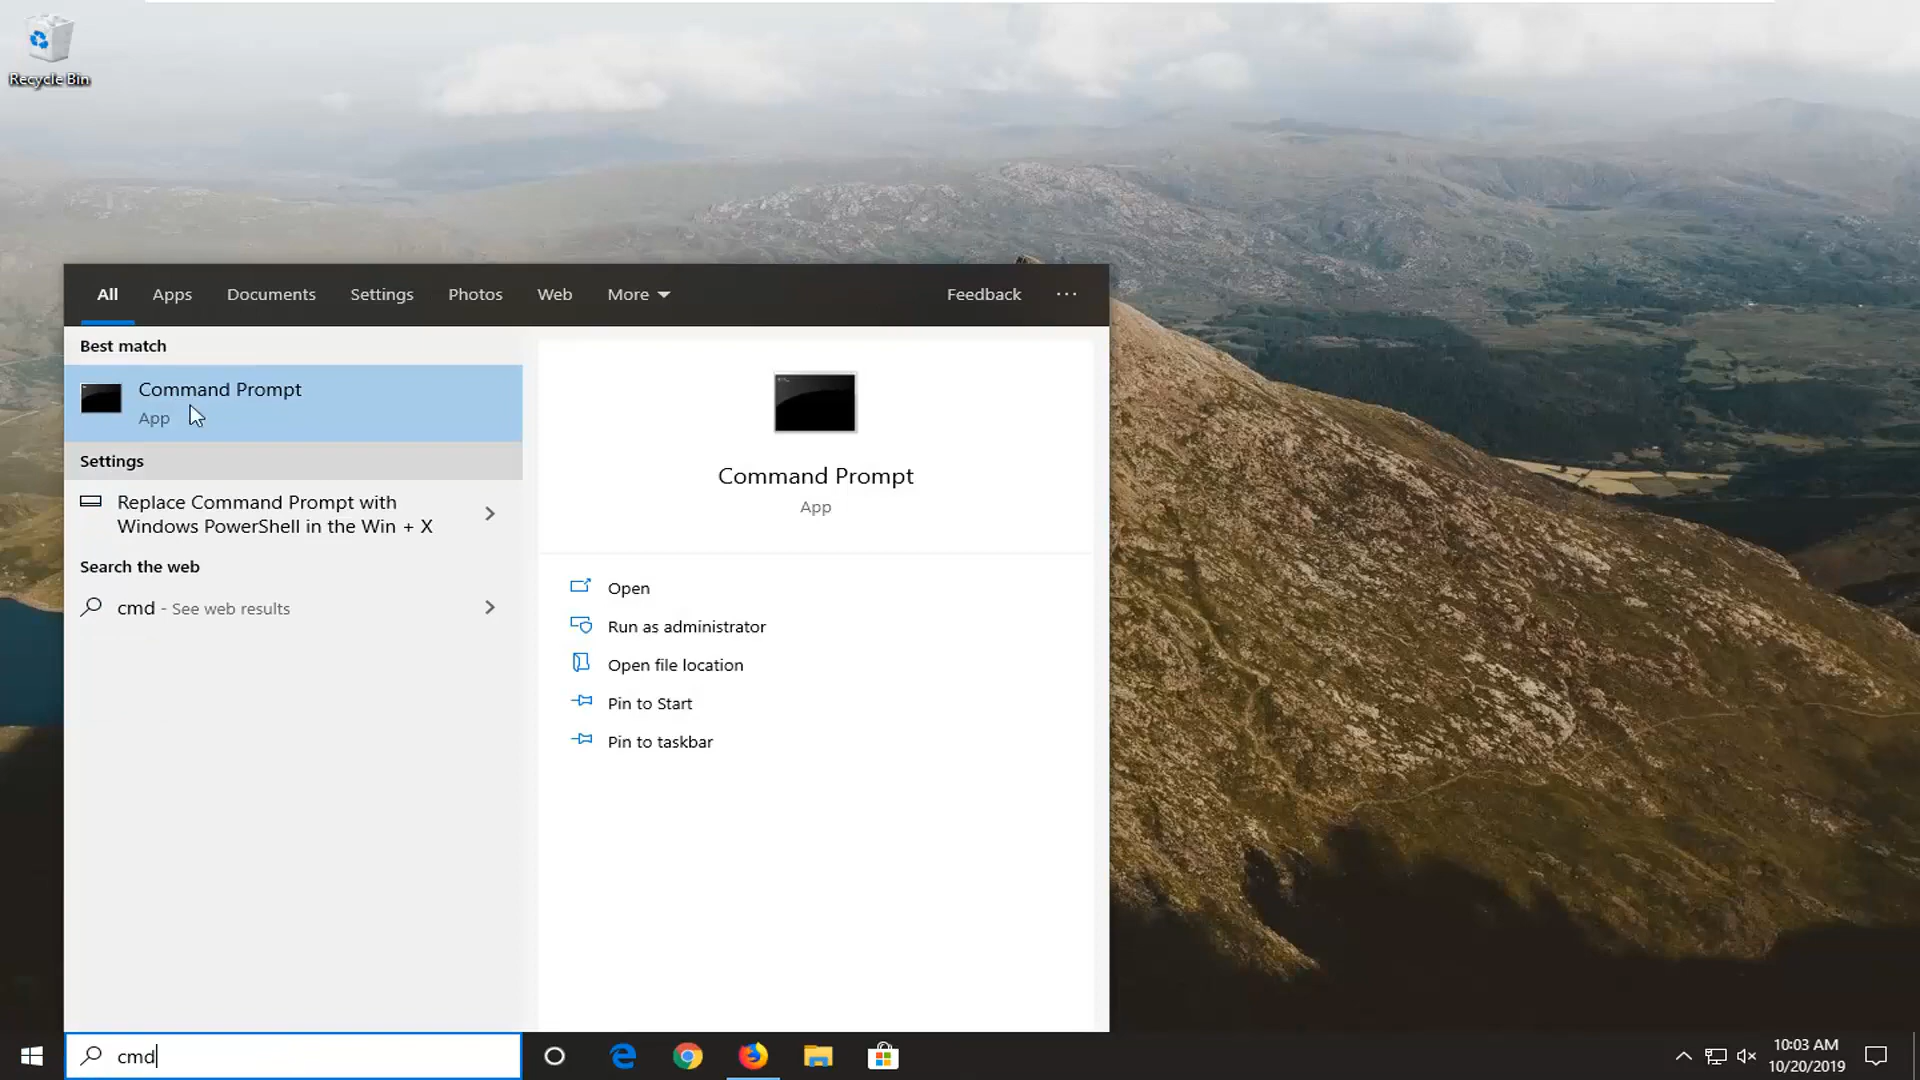 Recycle Bin
All Apps Documents Settings Photos Web More Feedback ...
Best match
Command Prompt
App
Settings
Replace Command Prompt with
Windows PowerShell in the Win + X
Search the web
cmd - See web results
Command Prompt
App
Open
Run as administrator
Open file location
Pin to Start
Pin to taskbar
cmd
10:03 AM
10/20/2019